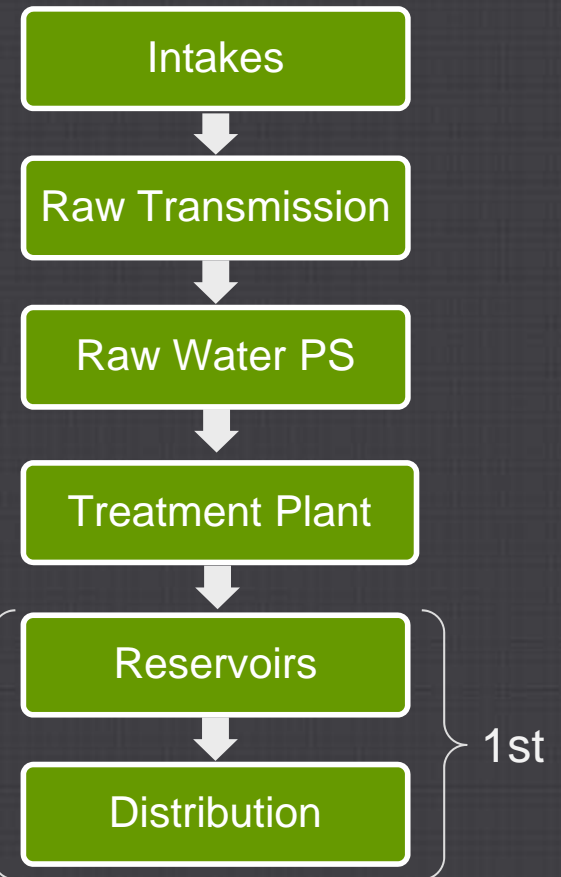 Intakes
Raw Transmission
Raw Water PS
Treatment Plant
Reservoirs
1st
Distribution